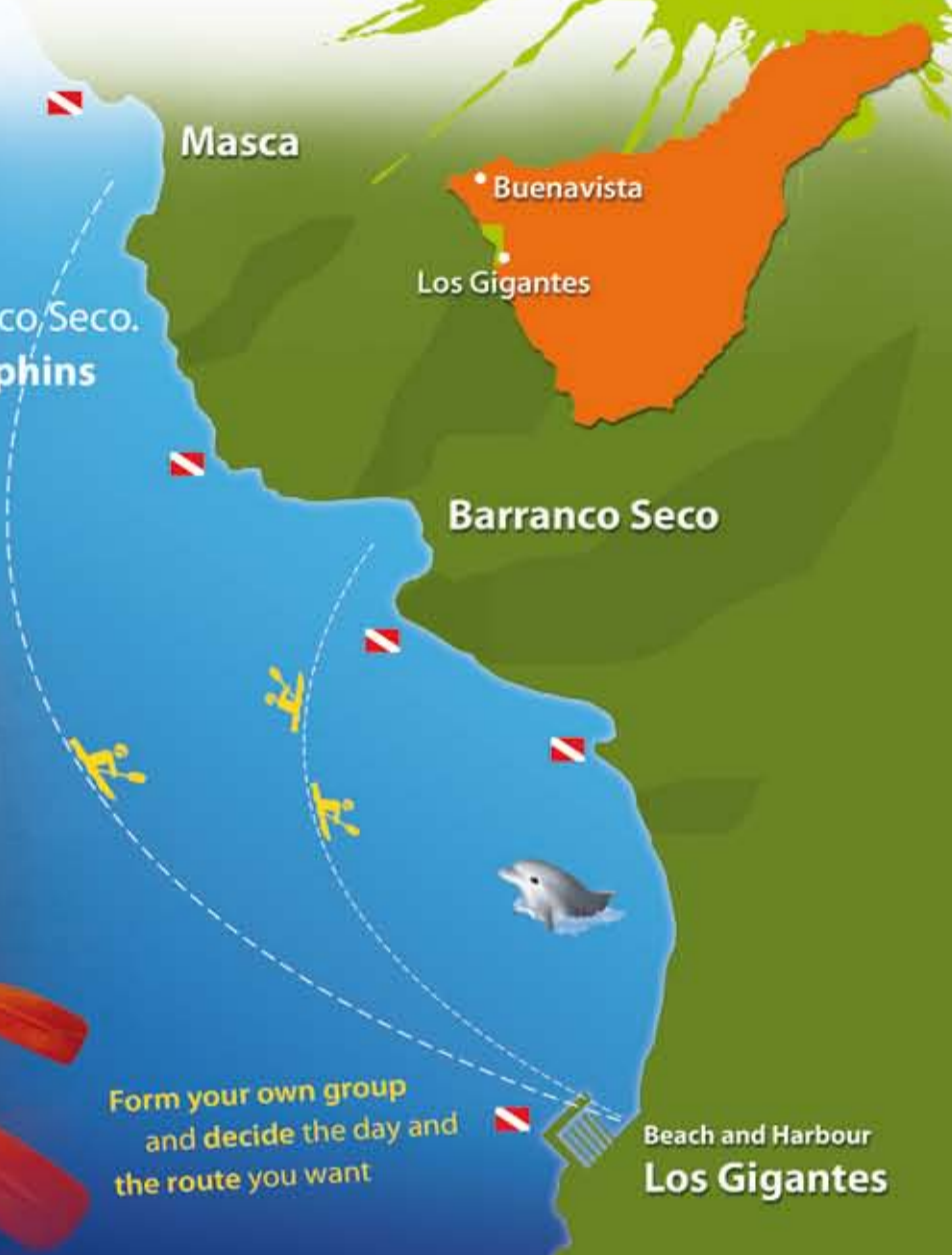 Masca
Buenavista
Los Gigantes
co Seco.
phins
Barranco Seco
Form your own group
and decide the day and
the route you want
Beach and Harbour
Los Gigantes